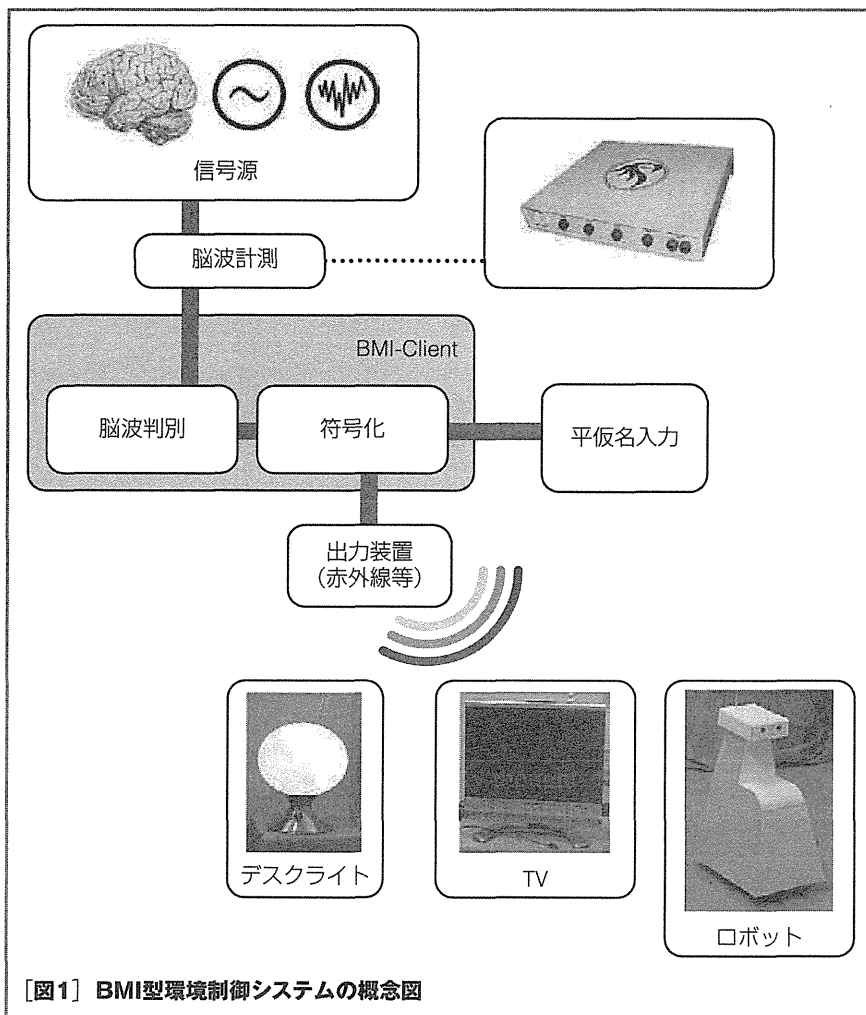 信号源
脳波計測
BMI-Client
脳波判別
符号化
平仮名入力
出力装置
(赤外線等)
デスクライト
TV
ロボット
[図1] BMI型環境制御システムの概念図